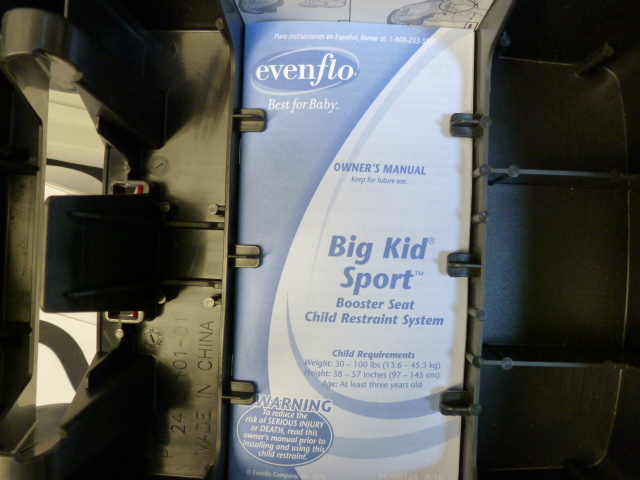 Para instrucciones en Español, llamar al: 1-800-233-5921
evenflo
Best for Baby™
OWNER'S MANUAL
Keep for future use.
Big Kid®
Sport™
Booster Seat
Child Restraint System
Child Requirements
Weight: 30 – 100 lbs (13.6 – 45.3 kg)
Height: 38 – 57 inches (97 – 145 cm)
Age: At least three years old
WARNING
To reduce the
risk of SERIOUS INJURY
or DEATH, read this
owner's manual prior to
installing and using this
child restraint.
© Evenflo Company, Inc. 2010
MADE IN CHINA